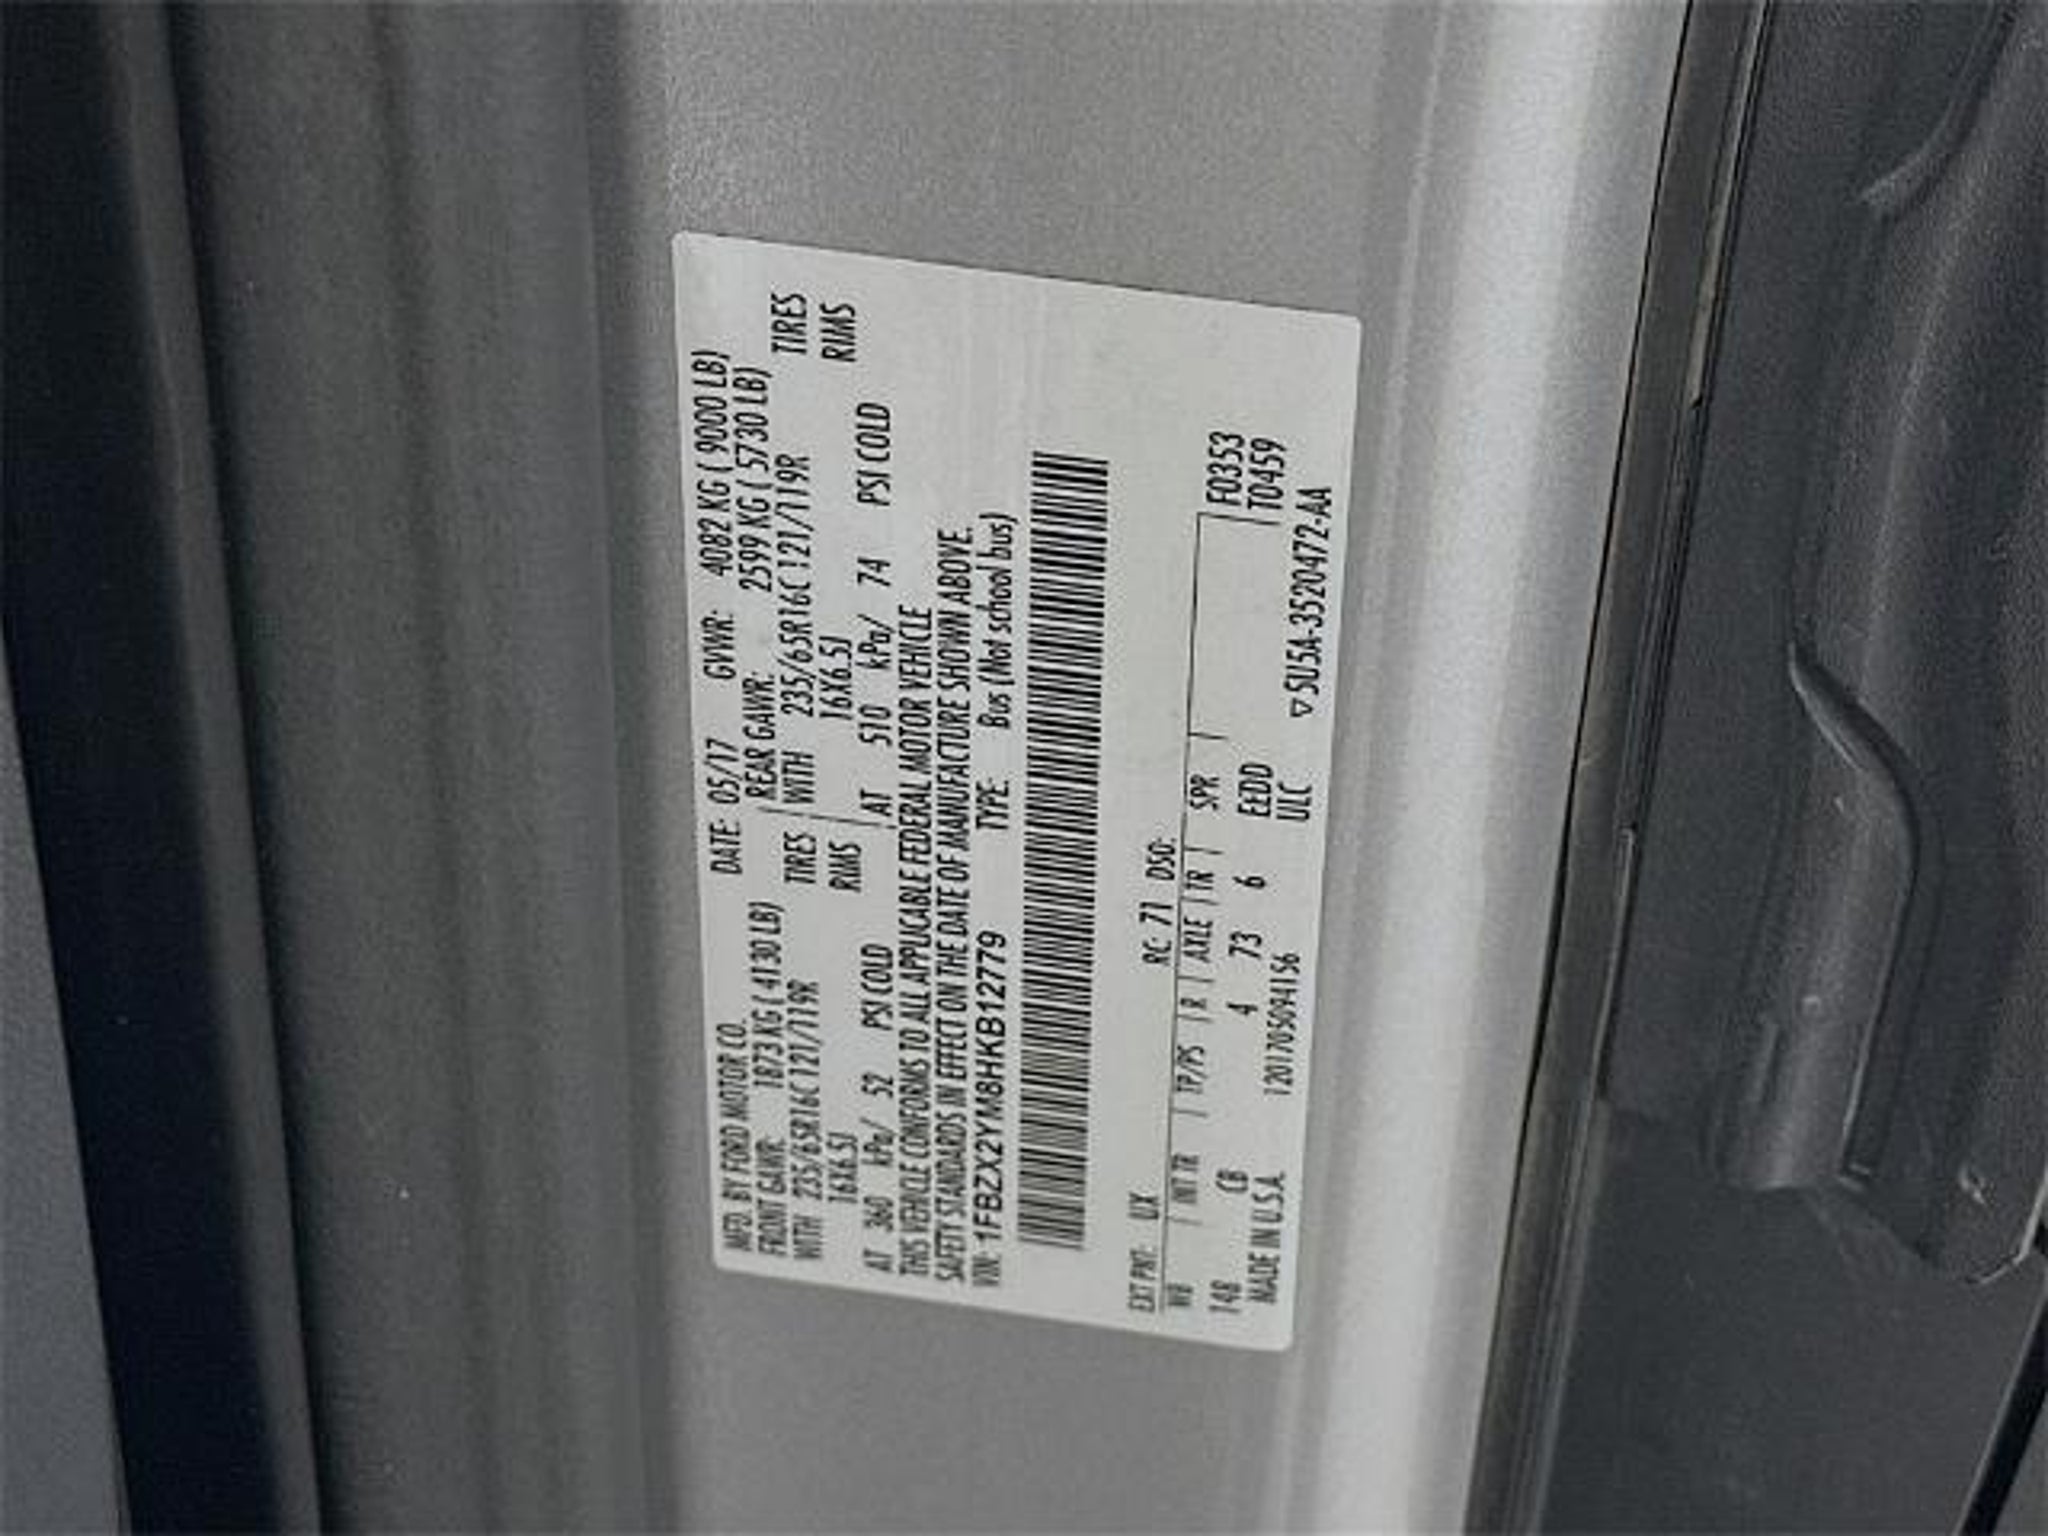 MFD. BY FORD MOTOR CO. DATE: 05/17 GVWR: 4082 KG ( 9000 LB)
FRONT GAWR: 1873 KG ( 4130 LB) REAR GAWR: 2599 KG ( 5730 LB)
WITH 235/65R16C 121/119R TIRES WITH 235/65R16C 121/119R TIRES
16X6.5J RIMS 16X6.5J RIMS
AT 360 kPa/ 52 PSI COLD AT 510 kPa/ 74 PSI COLD
THIS VEHICLE CONFORMS TO ALL APPLICABLE FEDERAL MOTOR VEHICLE
SAFETY STANDARDS IN EFFECT ON THE DATE OF MANUFACTURE SHOWN ABOVE.
VIN: 1FBZX2YM8HKB12779 TYPE: Bus (Not school bus)
EXT PNT: UX RC: 71 DSO:
WB INT TR TP/PS R AXLE TR SPR F0353
148 CB 4 73 6 EEDD T0459
MADE IN U.S.A. 12017050941S6 ULC ▽SU5A-3520472-AA